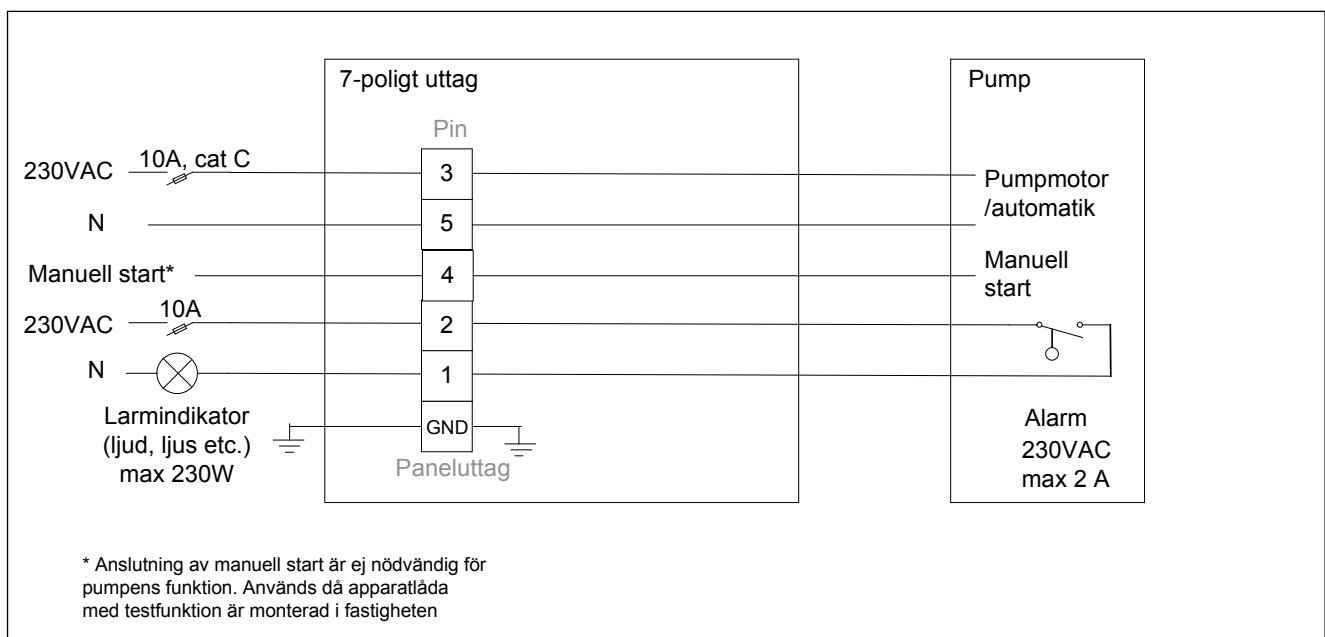 7-poligt uttag
Pump
Pin
230VAC
10A, cat C
3
Pumpmotor
/automatik
N
5
Manuell start*
4
Manuell
start
230VAC
10A
2
N
1
Larmindikator
(ljud, ljus etc.)
max 230W
GND
Paneluttag
Alarm
230VAC
max 2 A
* Anslutning av manuell start är ej nödvändig för
pumpens funktion. Används då apparatlåda
med testfunktion är monterad i fastigheten